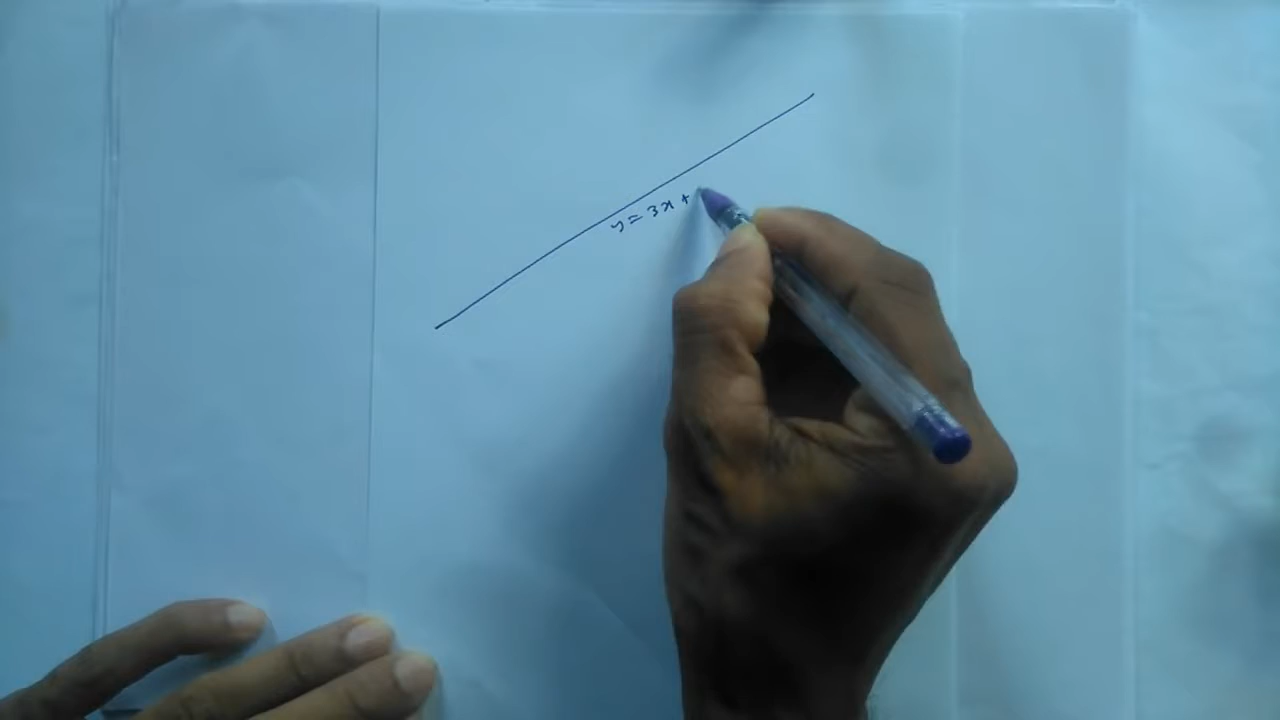 y = 3x +